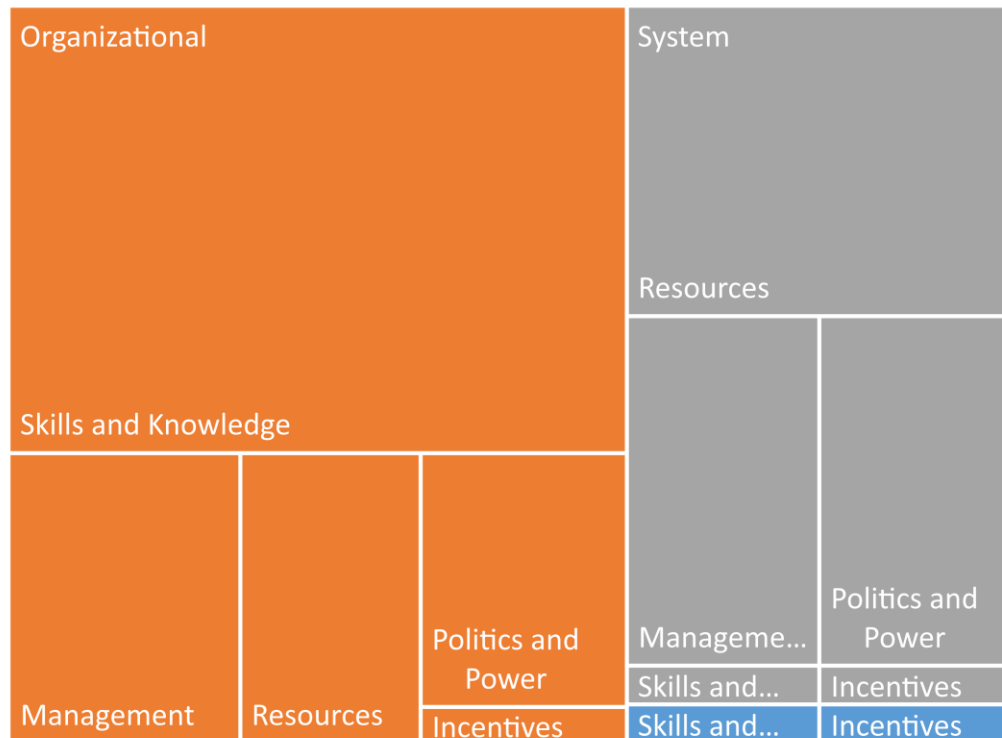 Organizational
Skills and Knowledge
Management
Resources
Politics and
Power
Incentives
System
Resources
Manageme...
Politics and
Power
Skills and...
Incentives
Skills and...
Incentives